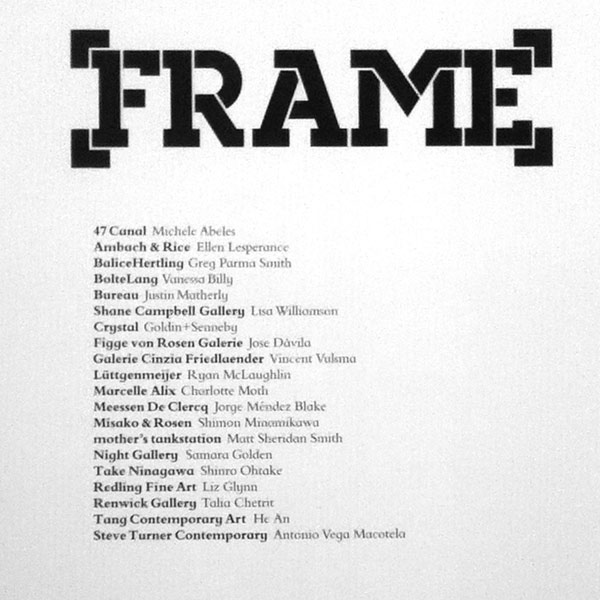 FRAME
47 Canal Michele Abeles
Ambach & Rice Ellen Lesperance
BaliceHertling Greg Parma Smith
BolteLang Vanessa Billy
Bureau Justin Matherly
Shane Campbell Gallery Lisa Williamson
Crystal Goldin+Senneby
Figge von Rosen Galerie Jose Dávila
Galerie Cinzia Friedlaender Vincent Vulsma
Lüttgenmeijer Ryan McLaughlin
Marcelle Alix Charlotte Moth
Meessen De Clercq Jorge Méndez Blake
Misako & Rosen Shimon Minamikawa
mother's tankstation Matt Sheridan Smith
Night Gallery Samara Golden
Take Ninagawa Shinro Ohtake
Redling Fine Art Liz Glynn
Renwick Gallery Talia Chetrit
Tang Contemporary Art He An
Steve Turner Contemporary Antonio Vega Macotela